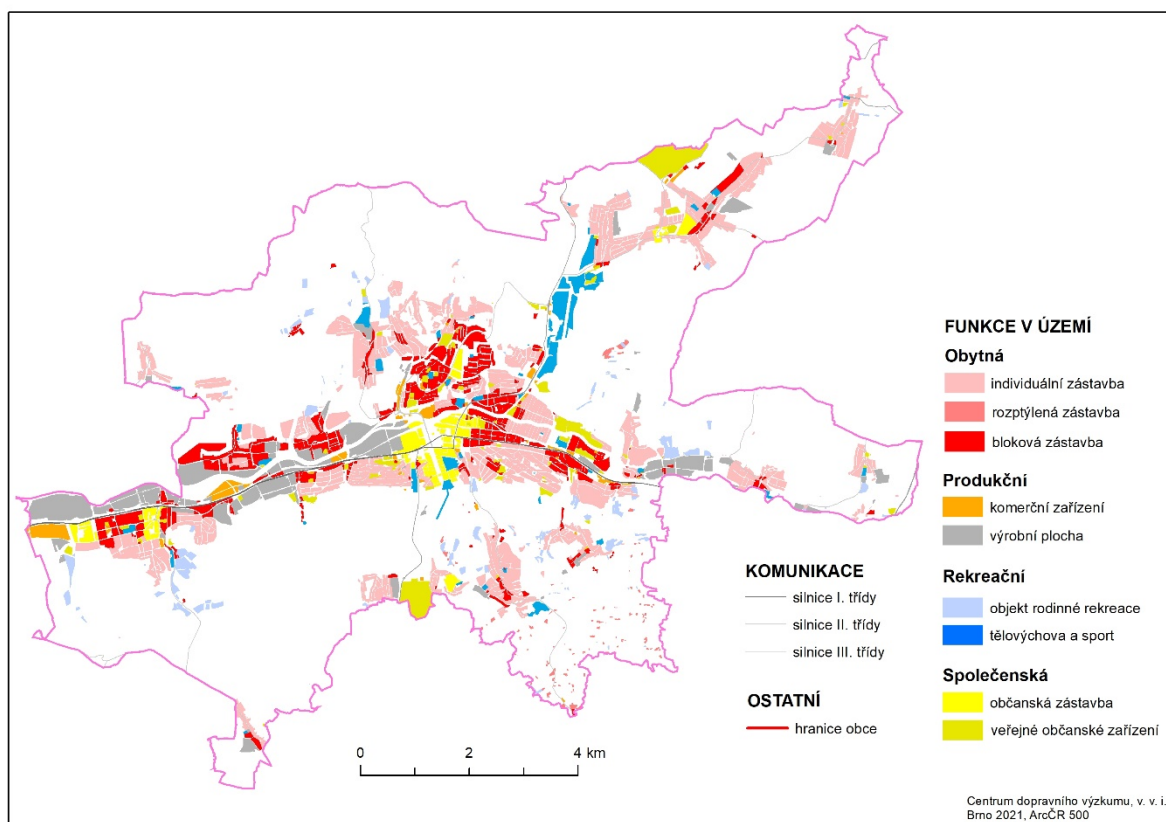 FUNKCE V ÚZEMÍ
Obytná
individuální zástavba
rozptýlená zástavba
bloková zástavba
Produkční
komerční zařízení
výrobní plocha
Rekreační
objekt rodinné rekreace
tělovýchova a sport
Společenská
občanská zástavba
veřejné občanské zařízení
KOMUNIKACE
silnice I. třídy
silnice II. třídy
silnice III. třídy
OSTATNÍ
hranice obce
0 2 4 km
Centrum dopravního výzkumu, v. v. i.
Brno 2021, ArcČR 500